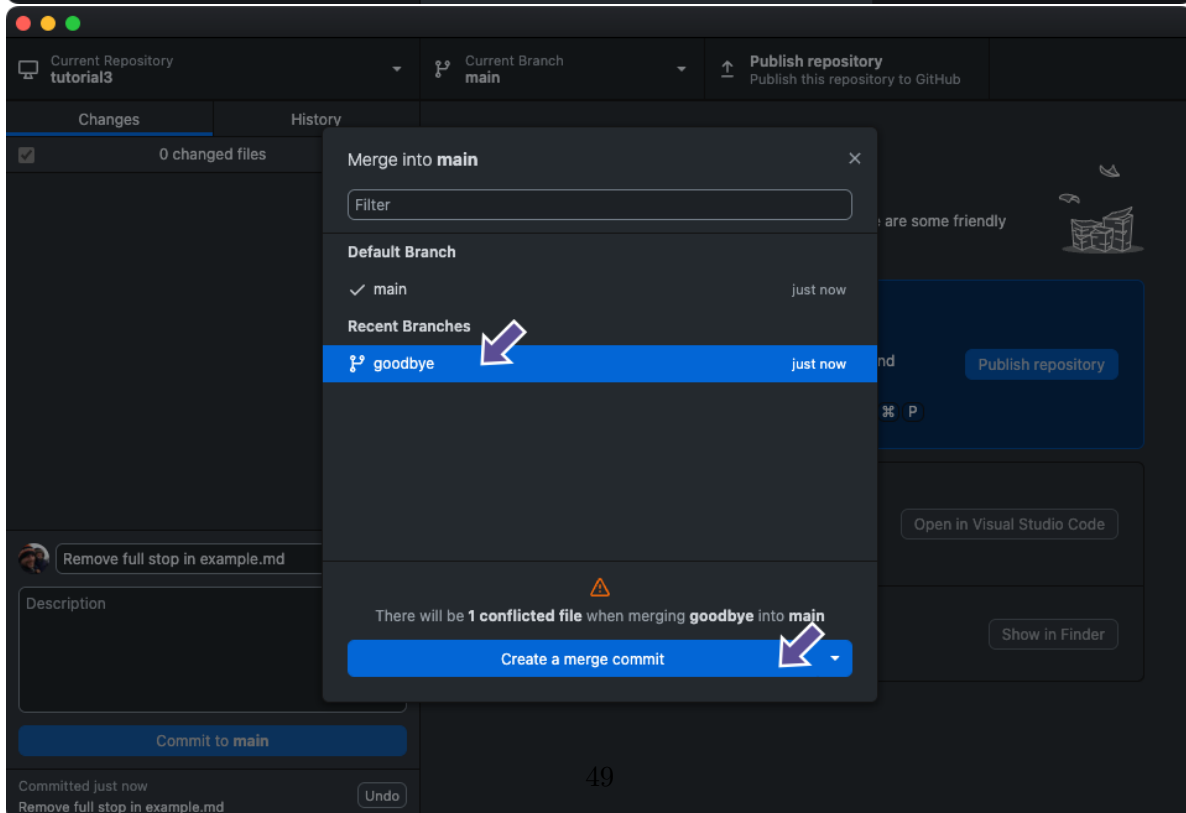 Current Repository
tutorial3
Current Branch
main
Publish repository
Publish this repository to GitHub
Changes
History
0 changed files
Merge into main
Filter
Default Branch
main just now
Recent Branches
goodbye just now
There will be 1 conflicted file when merging goodbye into main
Create a merge commit
are some friendly
nd
Publish repository
⌘ P
Open in Visual Studio Code
Show in Finder
Remove full stop in example.md
Description
Commit to main
Committed just now
Remove full stop in example.md
Undo
49